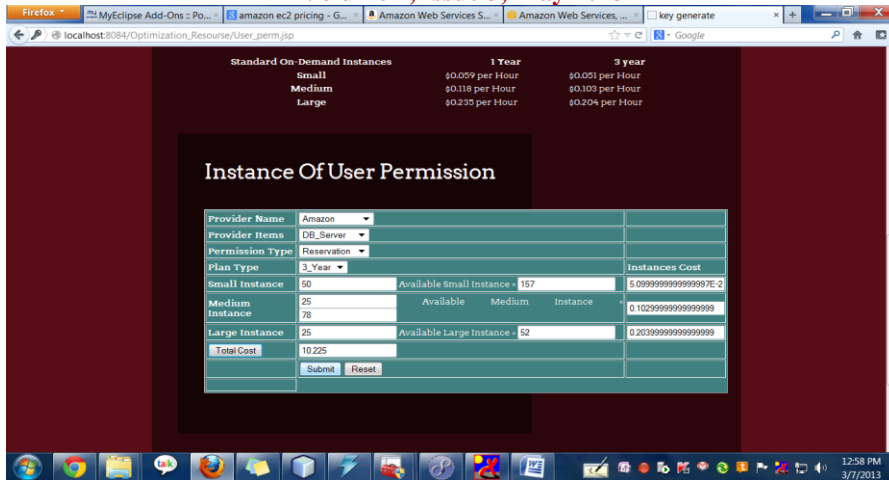 Firefox
MyEclipse Add-Ons :: Po...
amazon ec2 pricing - G...
Amazon Web Services S...
Amazon Web Services, ...
key generate
localhost:8084/Optimization_Resourse/User_perm.jsp
Google
Standard On-Demand Instances 1 Year 3 year
Small $0.059 per Hour $0.051 per Hour
Medium $0.118 per Hour $0.103 per Hour
Large $0.235 per Hour $0.204 per Hour
Instance Of User Permission
Provider Name Amazon
Provider Items DB_Server
Permission Type Reservation
Plan Type 3_Year Instances Cost
Small Instance 50 Available Small Instance = 157 5.0999999999999997E-2
Medium Instance 25 Available Medium Instance = 0.10299999999999999
78
Large Instance 25 Available Large Instance = 52 0.20399999999999999
Total Cost 10.225
Submit Reset
talk
12:58 PM
3/7/2013